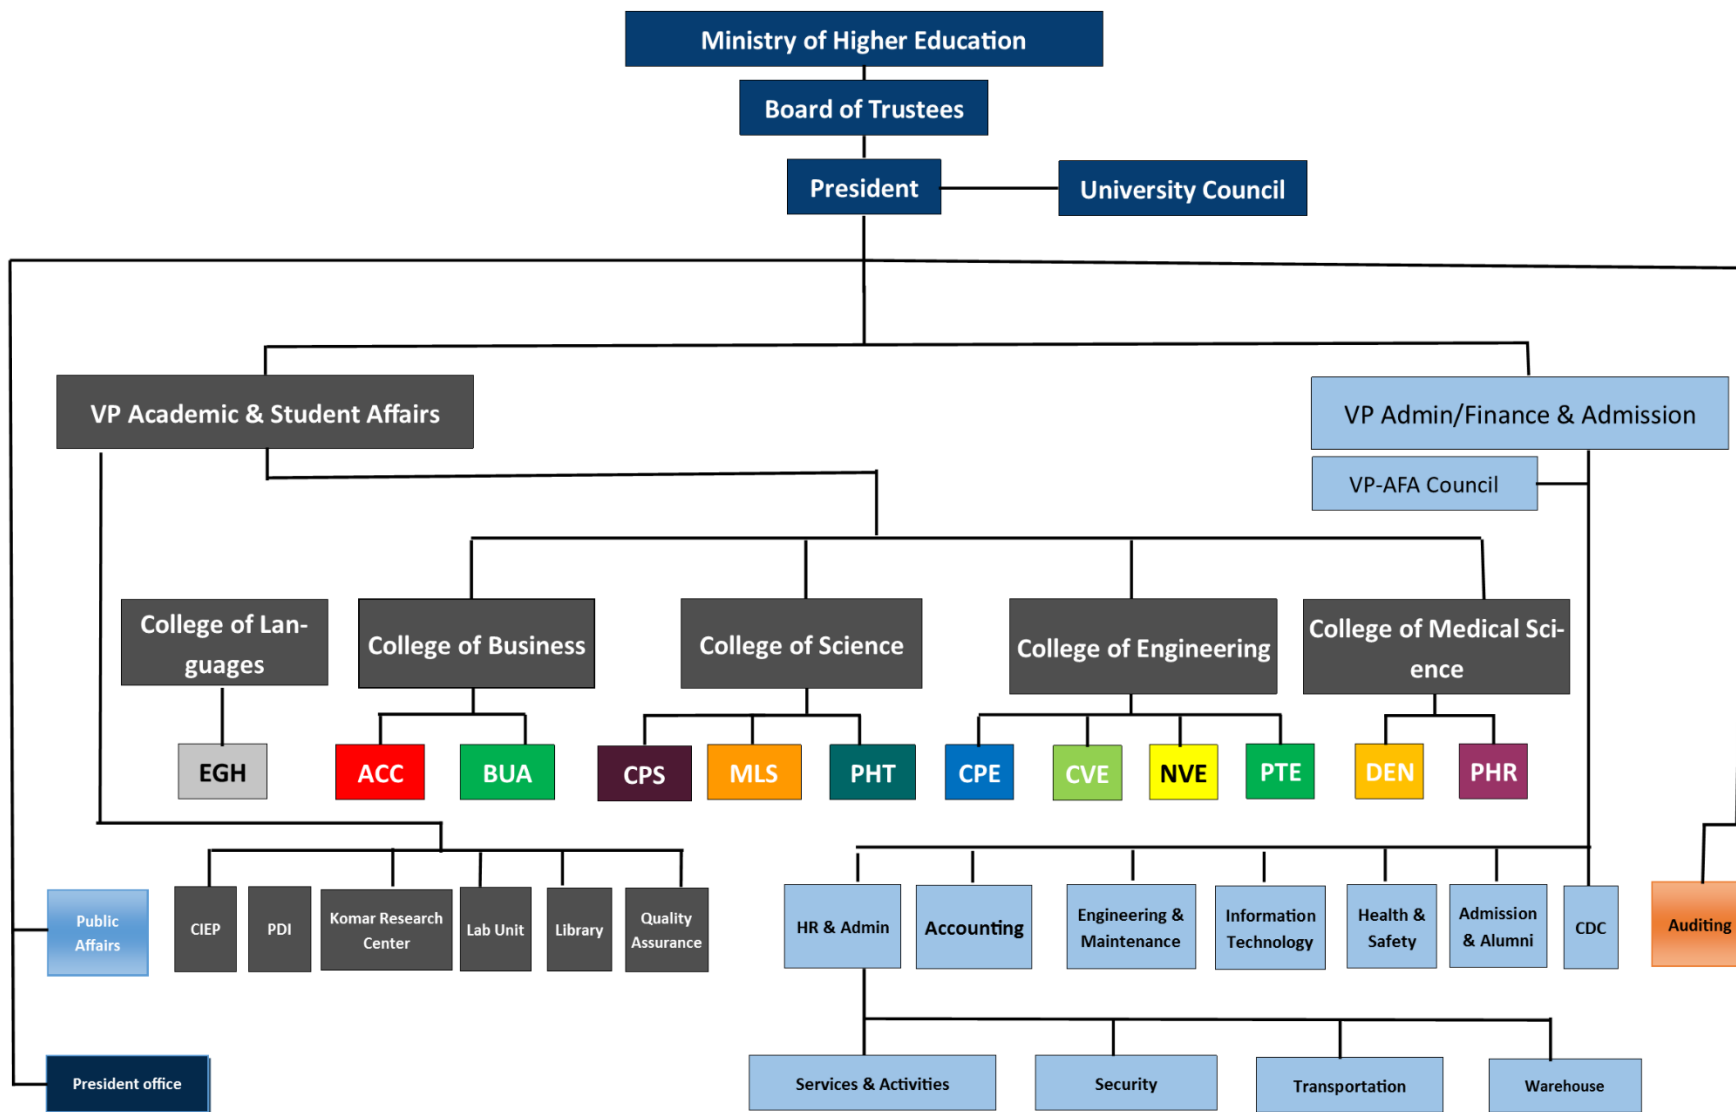 Ministry of Higher Education
Board of Trustees
President
University Council
VP Academic & Student Affairs
VP Admin/Finance & Admission
VP-AFA Council
College of Lan-
guages
College of Business
College of Science
College of Engineering
College of Medical Sci-
ence
EGH
ACC
BUA
CPS
MLS
PHT
CPE
CVE
NVE
PTE
DEN
PHR
Public
Affairs
CIEP
PDI
Komar Research
Center
Lab Unit
Library
Quality
Assurance
HR & Admin
Accounting
Engineering &
Maintenance
Information
Technology
Health &
Safety
Admission
& Alumni
CDC
Auditing
President office
Services & Activities
Security
Transportation
Warehouse